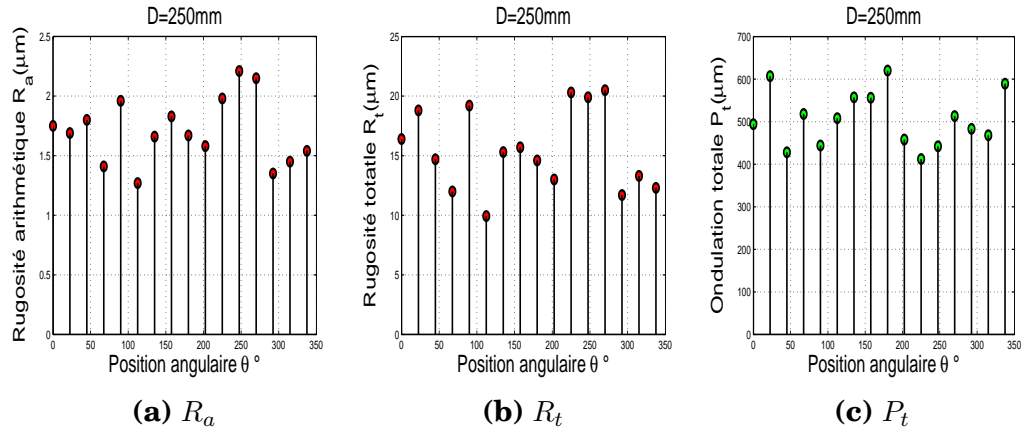 D=250mm
Rugosité arithmétique R_a(μm)
2.5
2
1.5
1
0.5
0
0 50 100 150 200 250 300 350
Position angulaire θ °
(a) R_a
D=250mm
Rugosité totale R_t(μm)
25
20
15
10
5
0
0 50 100 150 200 250 300 350
Position angulaire θ °
(b) R_t
D=250mm
Ondulation totale P_t(μm)
700
600
500
400
300
200
100
0
0 50 100 150 200 250 300 350
Position angulaire θ °
(c) P_t